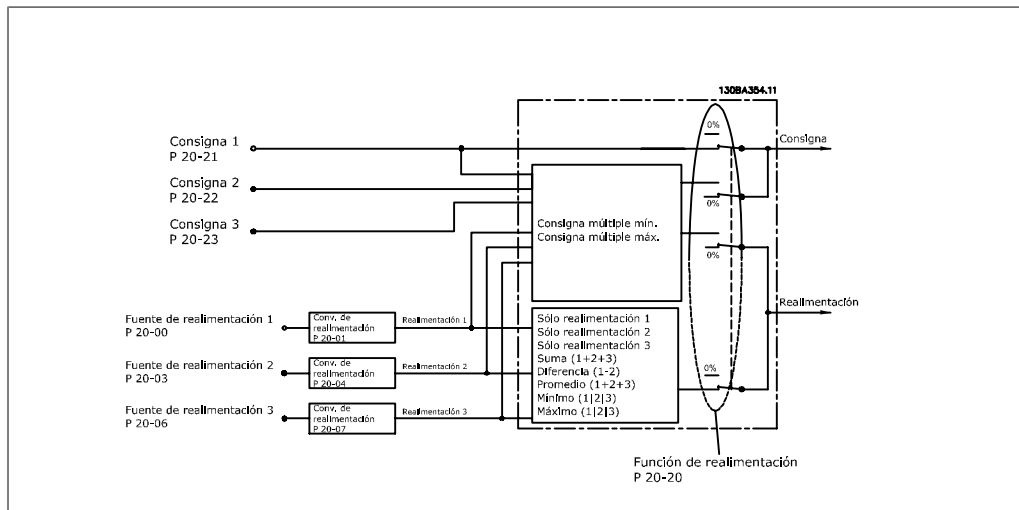 130BA354.11
0%
Consigna
Consigna 1
P 20-21
Consigna 2
P 20-22
0%
Consigna 3
P 20-23
Consigna múltiple mín.
Consigna múltiple máx.
0%
Realimentación
Fuente de realimentación 1
P 20-00
Conv. de
realimentación
P 20-01
Realimentación 1
Fuente de realimentación 2
P 20-03
Conv. de
realimentación
P 20-04
Realimentación 2
Fuente de realimentación 3
P 20-06
Conv. de
realimentación
P 20-07
Realimentación 3
Sólo realimentación 1
Sólo realimentación 2
Sólo realimentación 3
Suma (1+2+3)
Diferencia (1-2)
Promedio (1+2+3)
Mínimo (1|2|3)
Máximo (1|2|3)
0%
Función de realimentación
P 20-20